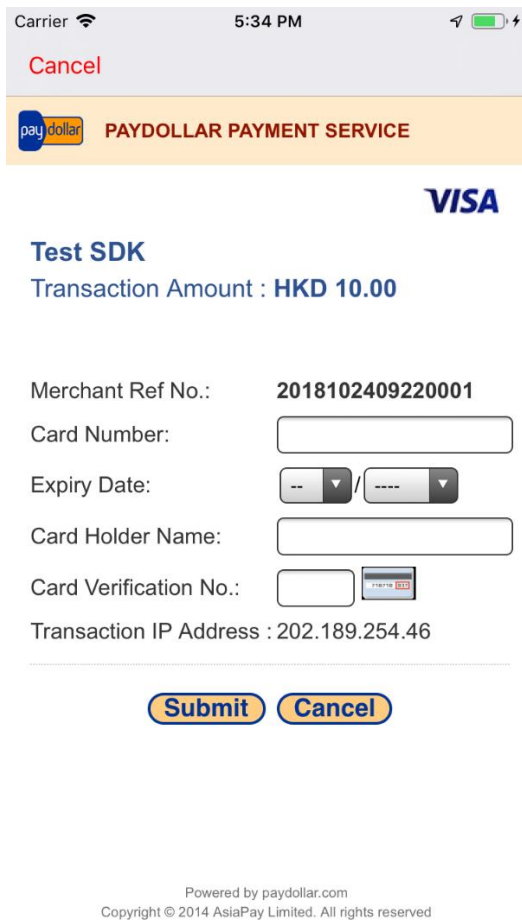 Carrier 5:34 PM
Cancel
paydollar PAYDOLLAR PAYMENT SERVICE
VISA
Test SDK
Transaction Amount : HKD 10.00
Merchant Ref No.: 2018102409220001
Card Number:
Expiry Date: -- / ----
Card Holder Name:
Card Verification No.:
Transaction IP Address : 202.189.254.46
Submit Cancel
Powered by paydollar.com
Copyright © 2014 AsiaPay Limited. All rights reserved